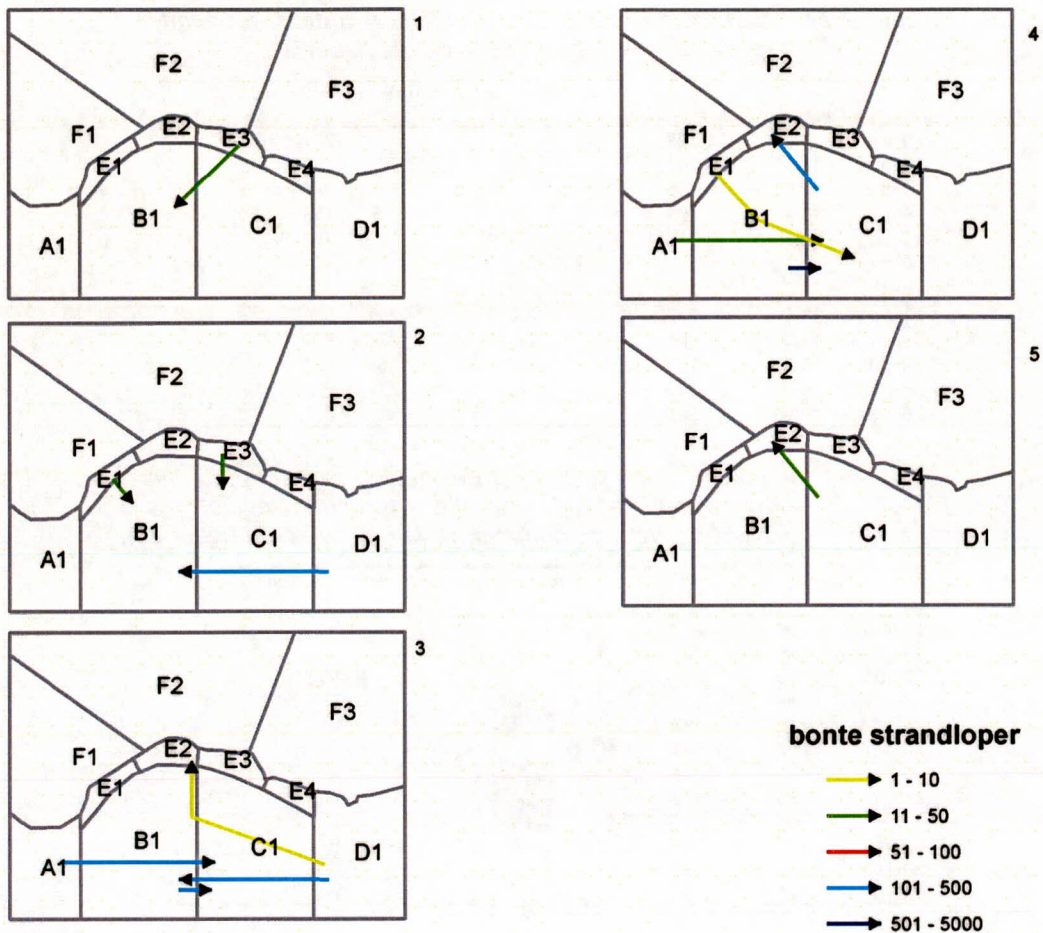 1
F2
F3
F1
E2
E3
E1
E4
B1
C1
A1
D1
2
F2
F3
F1
E2
E3
E1
E4
B1
C1
A1
D1
3
F2
F3
F1
E2
E3
E1
E4
B1
C1
A1
D1
4
F2
F3
F1
E2
E3
E1
E4
B1
C1
A1
D1
5
F2
F3
F1
E2
E3
E1
E4
B1
C1
A1
D1
bonte strandloper
1 - 10
11 - 50
51 - 100
101 - 500
501 - 5000